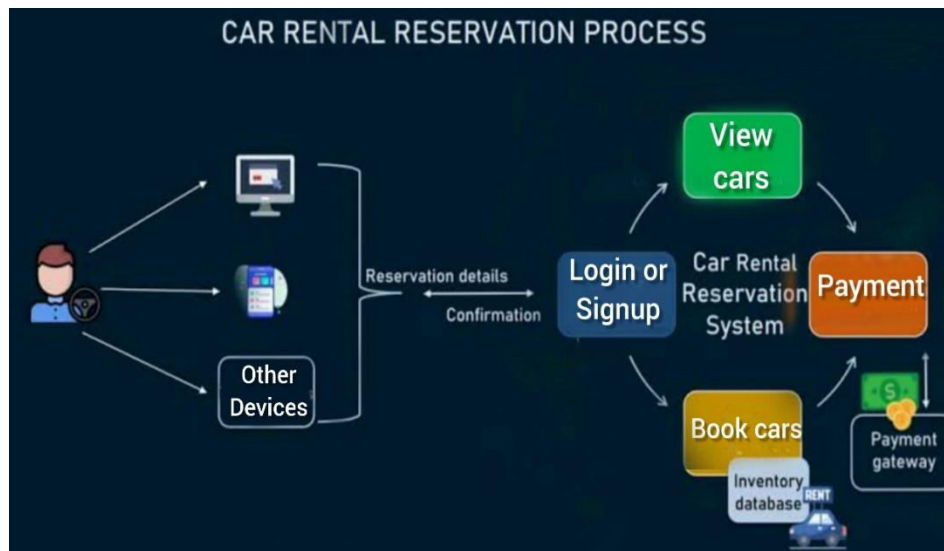 CAR RENTAL RESERVATION PROCESS
View
cars
Reservation details
Confirmation
Login or
Signup
Car Rental
Reservation
System
Payment
Other
Devices
Book cars
Inventory
database
RENT
Payment
gateway